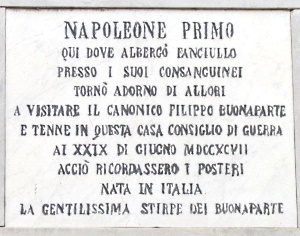 NAPOLEONE PRIMO
QUI DOVE ALBERGÒ FANCIULLO
PRESSO I SUOI CONSANGUINEI
TORNÒ ADORNO DI ALLORI
A VISITARE IL CANONICO FILIPPO BUONAPARTE
E TENNE IN QUESTA CASA CONSIGLIO DI GUERRA
AI XXIX DI GIUGNO MDCCXCVII
ACCIÒ RICORDASSERO I POSTERI
NATA IN ITALIA
LA GENTILISSIMA STIRPE DEI BUONAPARTE